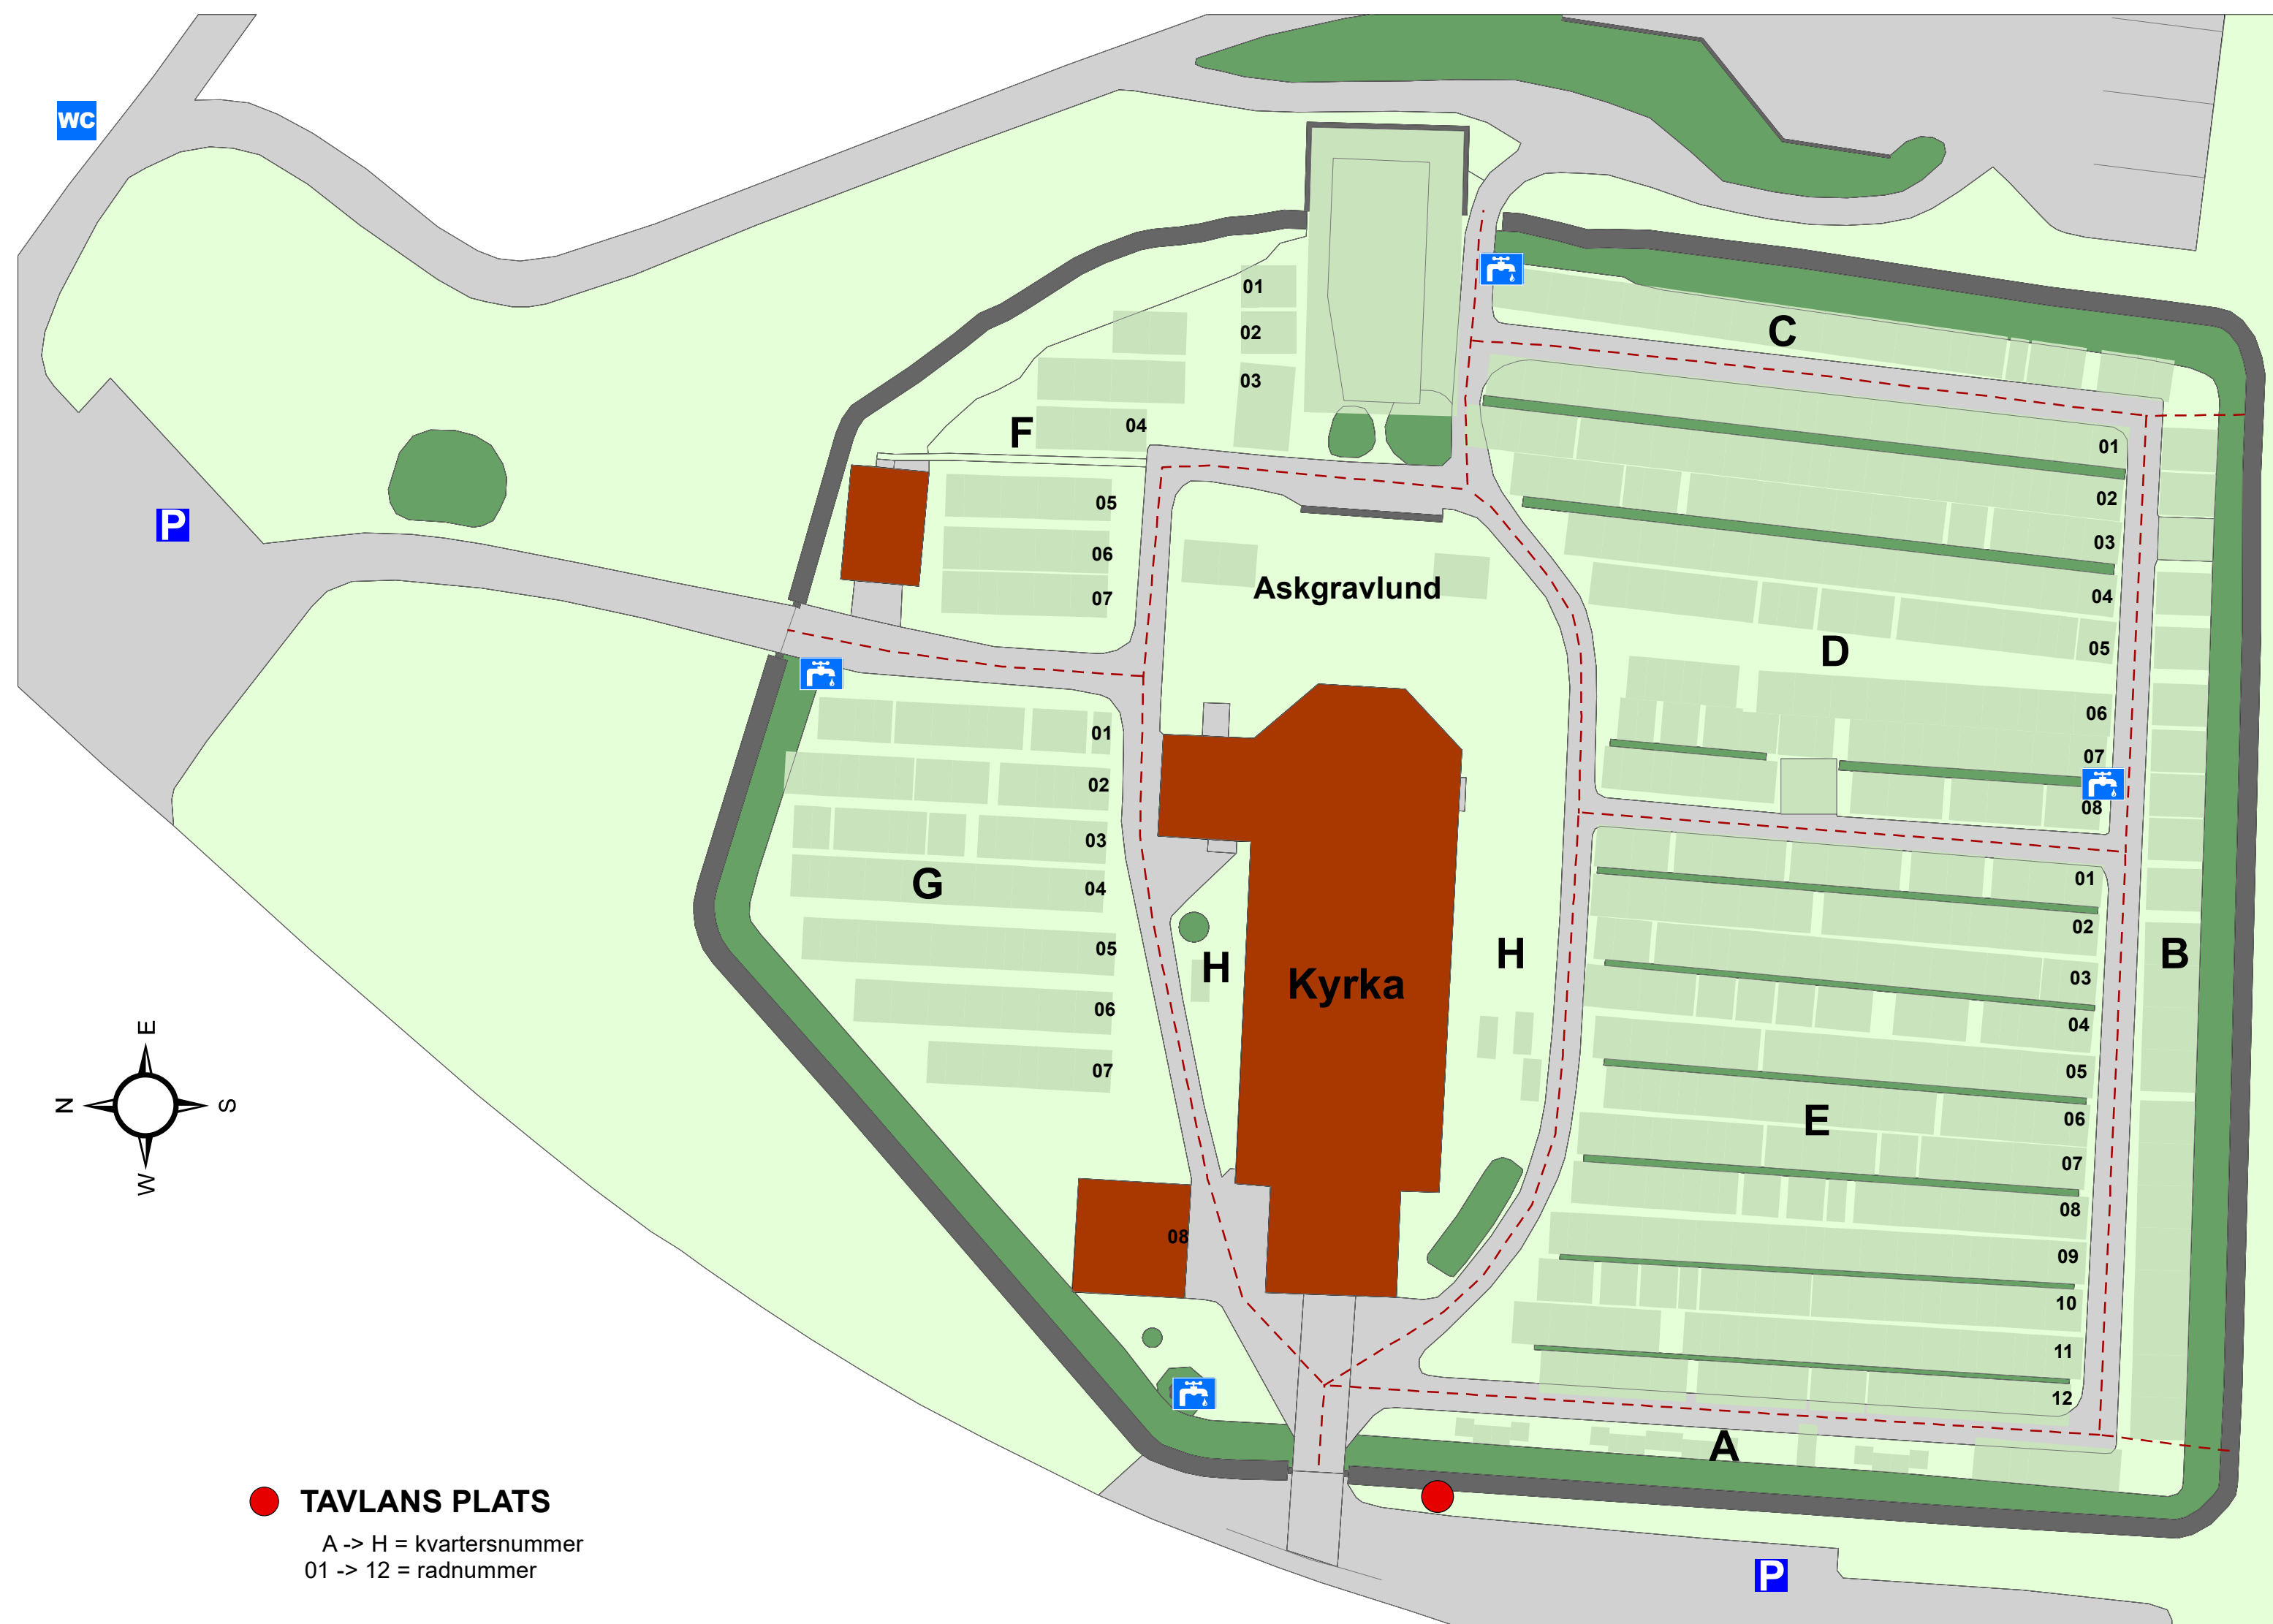 WC
P
C
01
02
03
04
F
05
06
07
Askgravlund
01
02
03
04
05
D
06
07
08
01
02
03
04
G
05
06
07
08
H
Kyrka
H
01
02
03
04
05
06
E
07
08
09
10
11
12
B
A
E
N
S
W
TAVLANS PLATS
A -> H = kvartersnummer
01 -> 12 = radnummer
P